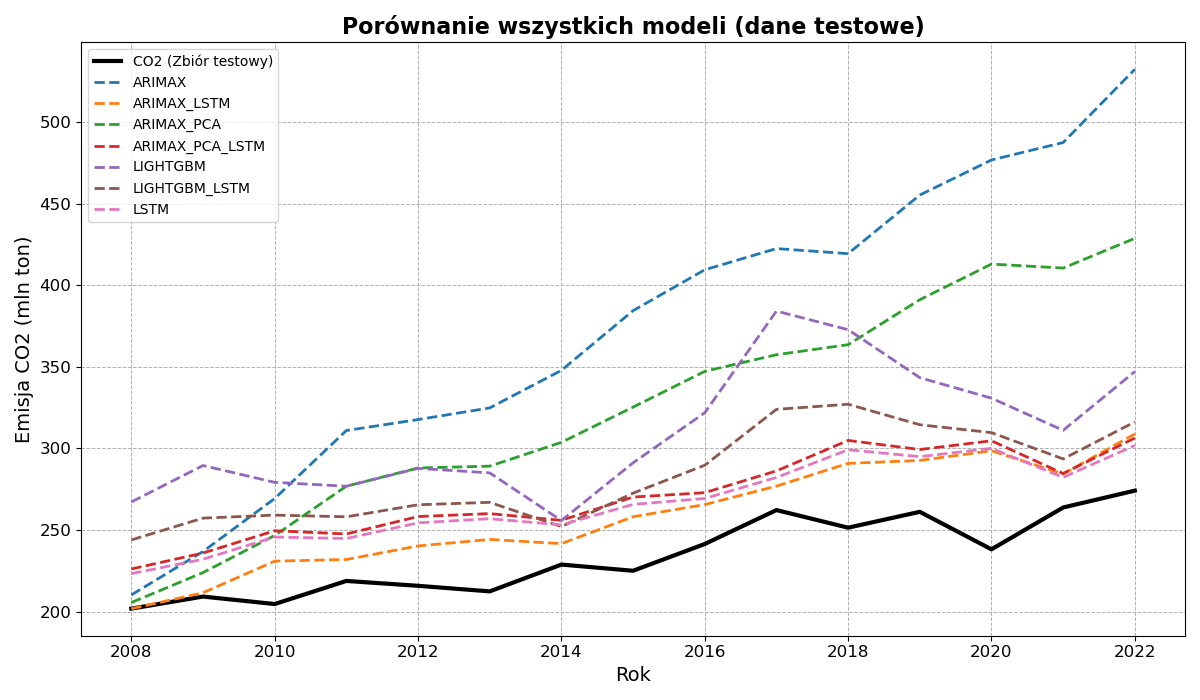 Porównanie wszystkich modeli (dane testowe)
CO2 (Zbiór testowy)
ARIMAX
ARIMAX_LSTM
ARIMAX_PCA
ARIMAX_PCA_LSTM
LIGHTGBM
LIGHTGBM_LSTM
LSTM
Emisja CO2 (mln ton)
500
450
400
350
300
250
200
2008 2010 2012 2014 2016 2018 2020 2022
Rok